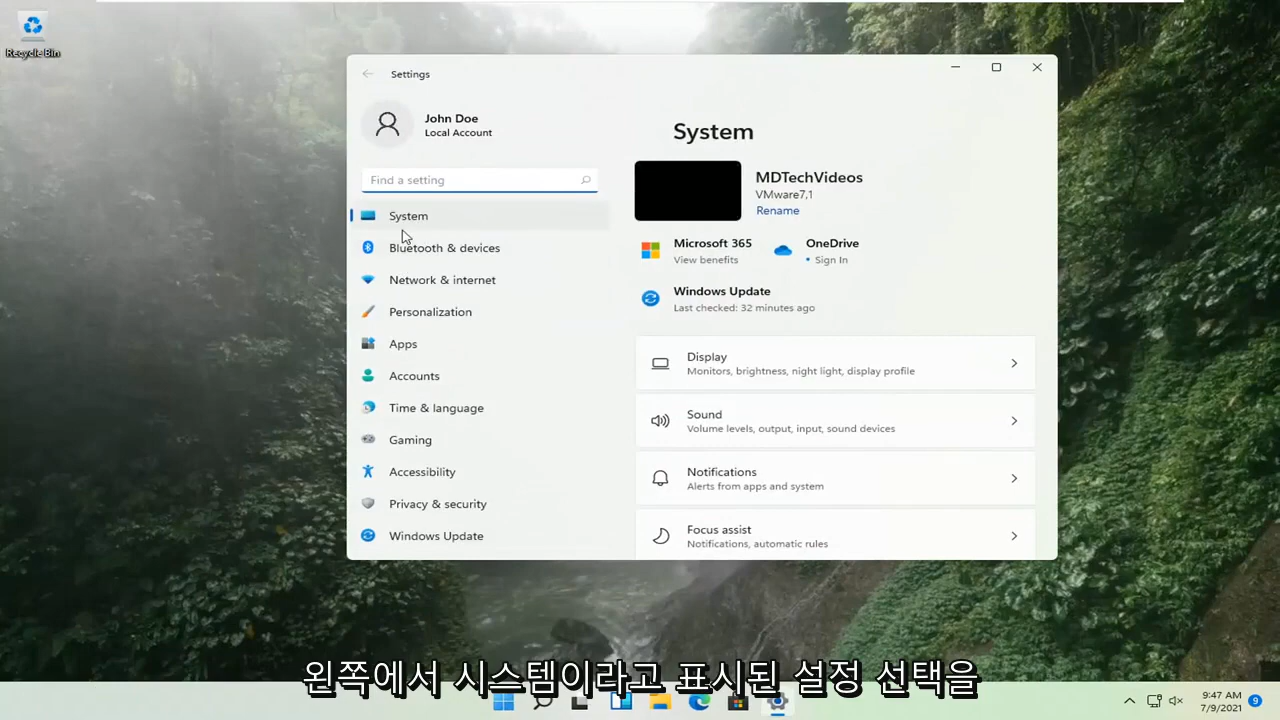 Recycle Bin
Settings
John Doe
Local Account
Find a setting
System
Bluetooth & devices
Network & internet
Personalization
Apps
Accounts
Time & language
Gaming
Accessibility
Privacy & security
Windows Update
System
MDTechVideos
VMware7,1
Rename
Microsoft 365
View benefits
OneDrive
• Sign In
Windows Update
Last checked: 32 minutes ago
Display
Monitors, brightness, night light, display profile
Sound
Volume levels, output, input, sound devices
Notifications
Alerts from apps and system
Focus assist
Notifications, automatic rules
왼쪽에서 시스템이라고 표시된 설정 선택을
9:47 AM
7/9/2021
9